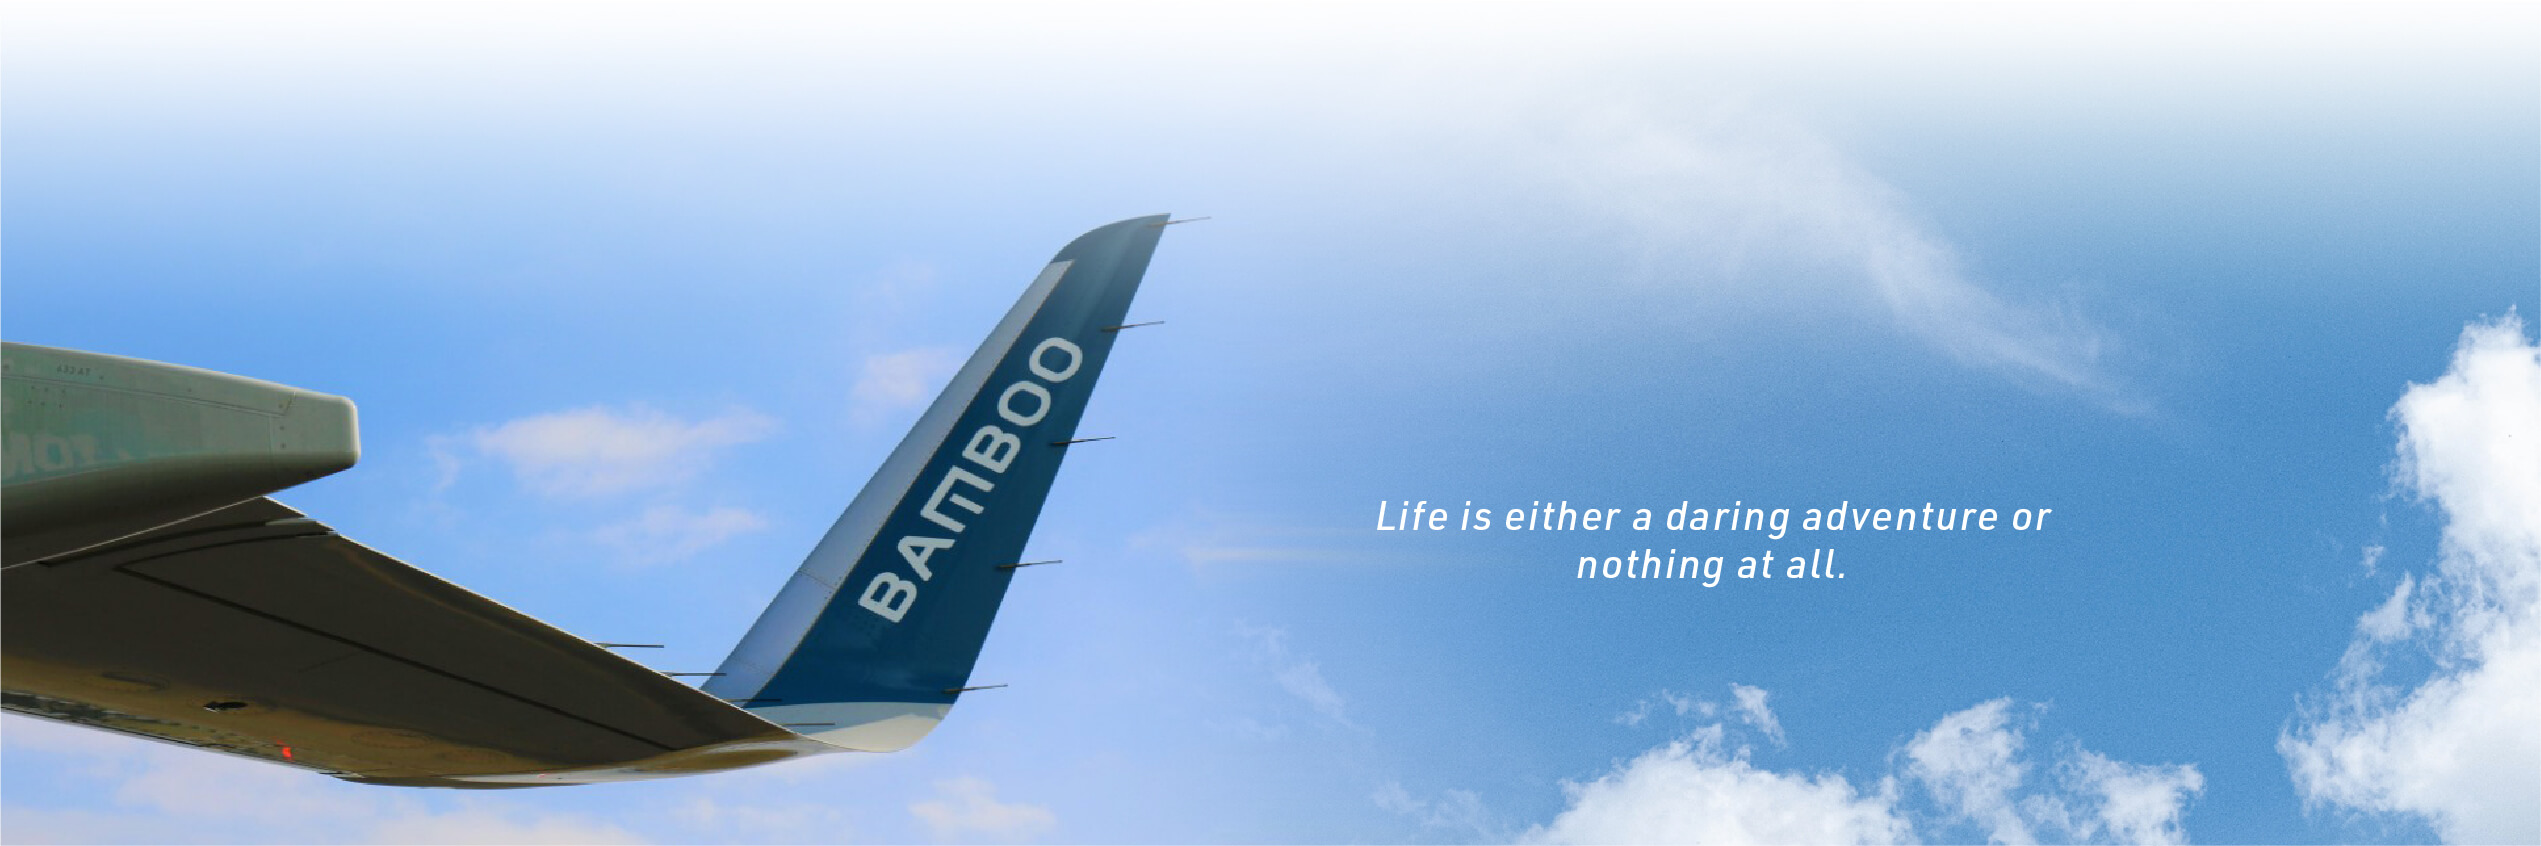 BAMBOO
Life is either a daring adventure or
nothing at all.